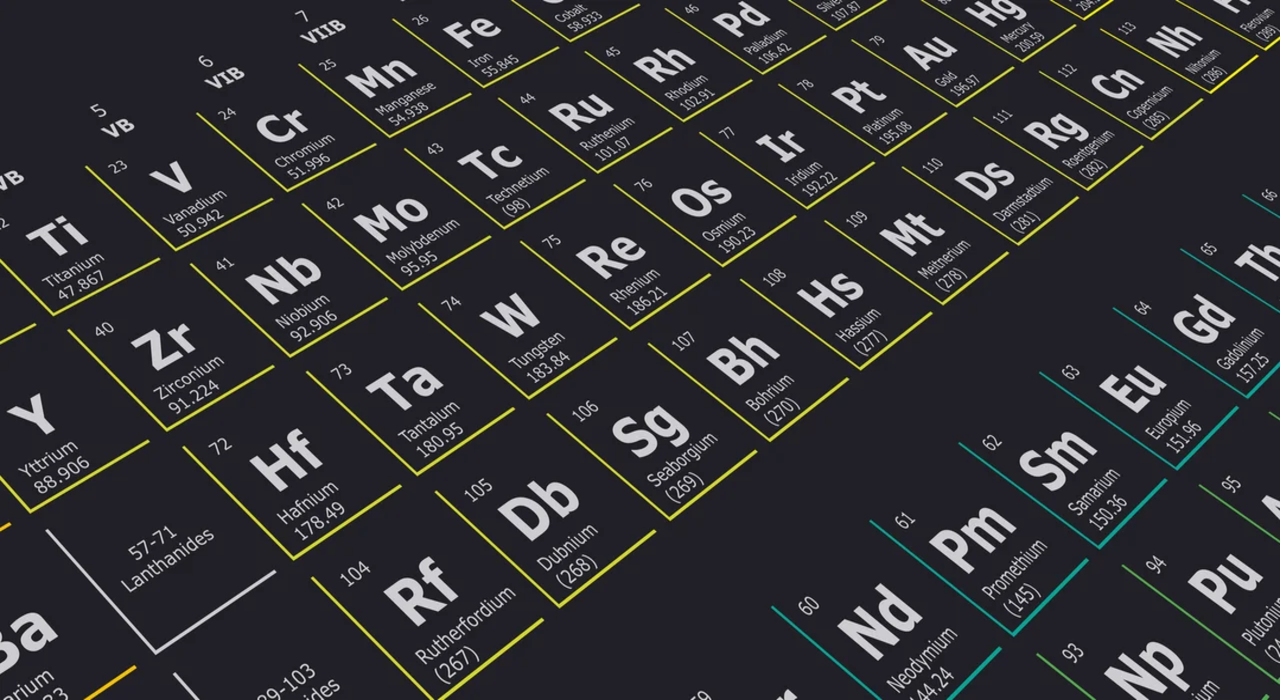 7
VIIB
6
VIB
5
VB
VB
26
Fe
Iron
55.845
Cobalt
58.933
25
Mn
Manganese
54.938
24
Cr
Chromium
51.996
23
V
Vanadium
50.942
Ti
Titanium
47.867
46
Pd
Palladium
106.42
45
Rh
Rhodium
102.91
44
Ru
Ruthenium
101.07
43
Tc
Technetium
(98)
42
Mo
Molybdenum
95.95
41
Nb
Niobium
92.906
40
Zr
Zirconium
91.224
Y
Yttrium
88.906
107.87
Hg
Mercury
200.59
79
Au
Gold
196.97
78
Pt
Platinum
195.08
77
Ir
Iridium
192.22
76
Os
Osmium
190.23
75
Re
Rhenium
186.21
74
W
Tungsten
183.84
73
Ta
Tantalum
180.95
72
Hf
Hafnium
178.49
57-71
Lanthanides
Ba
Flerovium
(289)
113
Nh
Nihonium
(286)
112
Cn
Copernicium
(285)
111
Rg
Roentgenium
(282)
110
Ds
Darmstadtium
(281)
109
Mt
Meitnerium
(278)
108
Hs
Hassium
(277)
107
Bh
Bohrium
(270)
106
Sg
Seaborgium
(269)
105
Db
Dubnium
(268)
104
Rf
Rutherfordium
(267)
66
65
Tb
64
Gd
Gadolinium
157.25
63
Eu
Europium
151.96
62
Sm
Samarium
150.36
61
Pm
Promethium
(145)
60
Nd
Neodymium
95
94
Pu
93
Np